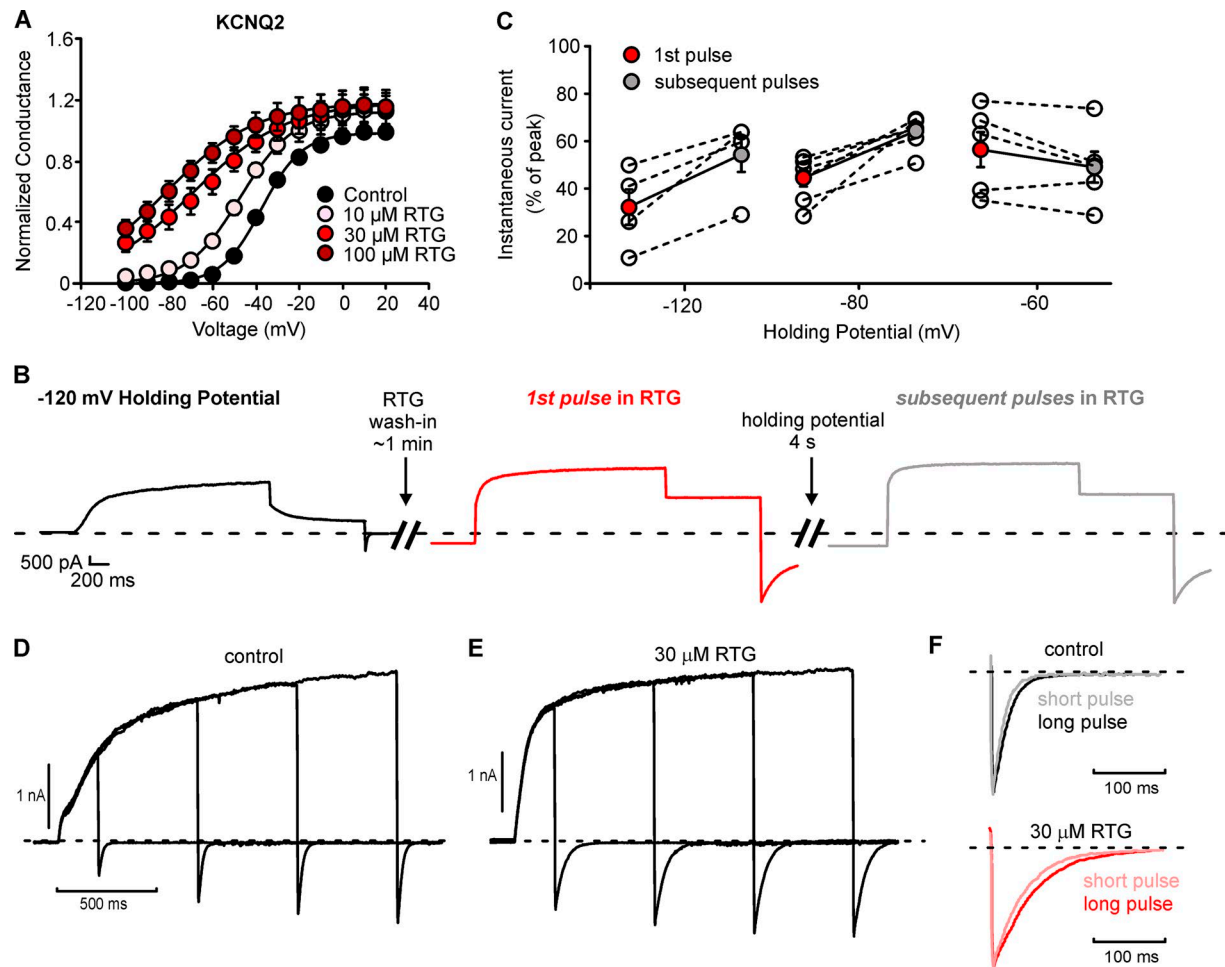 A
KCNQ2
Normalized Conductance
1.6
1.2
0.8
0.4
0
-120 -100 -80 -60 -40 -20 0 20 40
Voltage (mV)
Control
10 µM RTG
30 µM RTG
100 µM RTG
C
Instantaneous current
(% of peak)
100
80
60
40
20
0
1st pulse
subsequent pulses
-120 -80 -60
Holding Potential (mV)
B
-120 mV Holding Potential
RTG
wash-in
~1 min
1st pulse in RTG
holding potential
4 s
subsequent pulses in RTG
500 pA
200 ms
D
control
1 nA
500 ms
E
30 µM RTG
1 nA
F
control
short pulse
long pulse
100 ms
30 µM RTG
short pulse
long pulse
100 ms